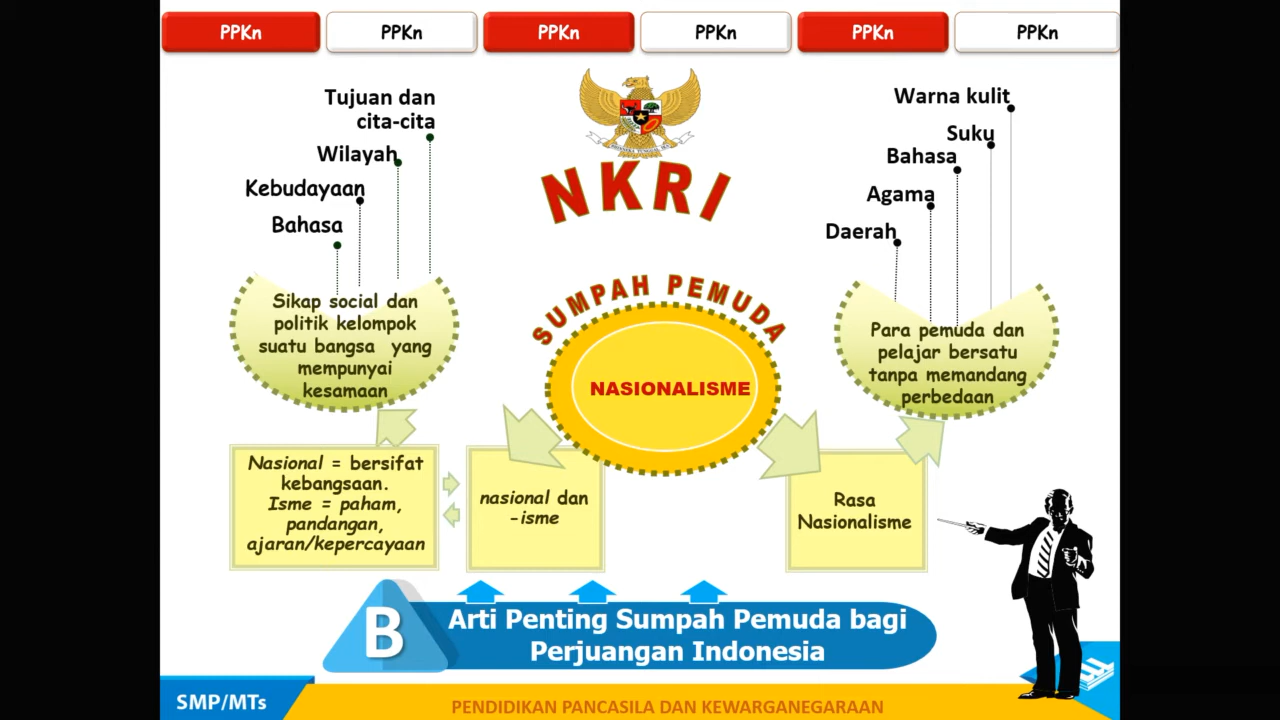 PPKn
PPKn
PPKn
PPKn
PPKn
PPKn
Tujuan dan
cita-cita
Wilayah
Kebudayaan
Bahasa
NKRI
Warna kulit
Suku
Bahasa
Agama
Daerah
SUMPAH PEMUDA
NASIONALISME
Sikap social dan
politik kelompok
suatu bangsa yang
mempunyai
kesamaan
Para pemuda dan
pelajar bersatu
tanpa memandang
perbedaan
Nasional = bersifat
kebangsaan.
Isme = paham,
pandangan,
ajaran/kepercayaan
nasional dan
-isme
Rasa
Nasionalisme
B
Arti Penting Sumpah Pemuda bagi
Perjuangan Indonesia
SMP/MTs
PENDIDIKAN PANCASILA DAN KEWARGANEGARAAN